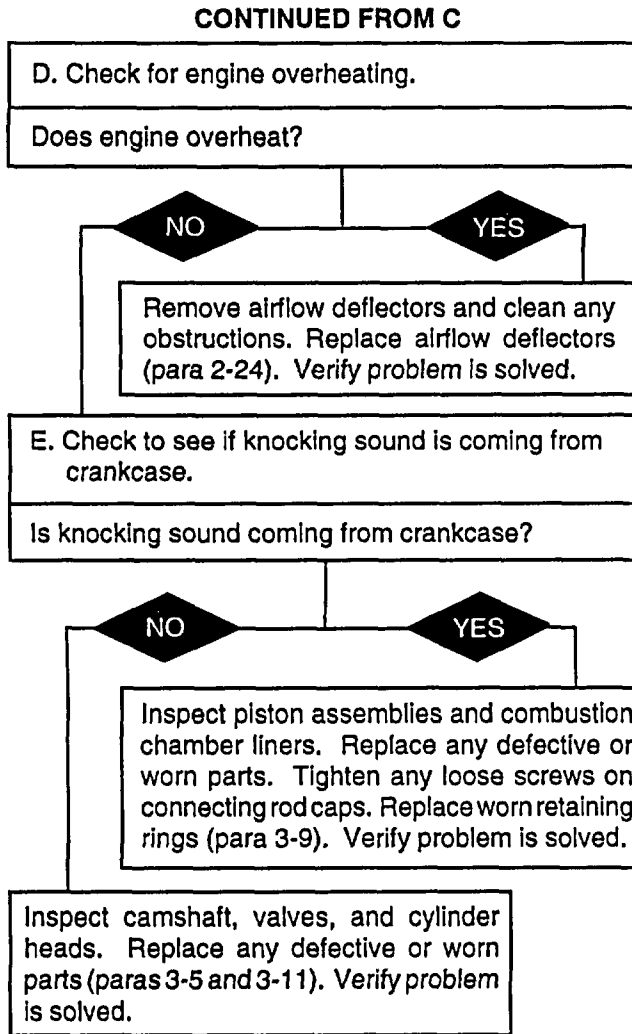 CONTINUED FROM C
D. Check for engine overheating.
Does engine overheat?
NO
YES
Remove airflow deflectors and clean any
obstructions. Replace airflow deflectors
(para 2-24). Verify problem is solved.
E. Check to see if knocking sound is coming from
crankcase.
Is knocking sound coming from crankcase?
NO
YES
Inspect piston assemblies and combustion
chamber liners. Replace any defective or
worn parts. Tighten any loose screws on
connecting rod caps. Replace worn retaining
rings (para 3-9). Verify problem is solved.
Inspect camshaft, valves, and cylinder
heads. Replace any defective or worn
parts (paras 3-5 and 3-11). Verify problem
is solved.